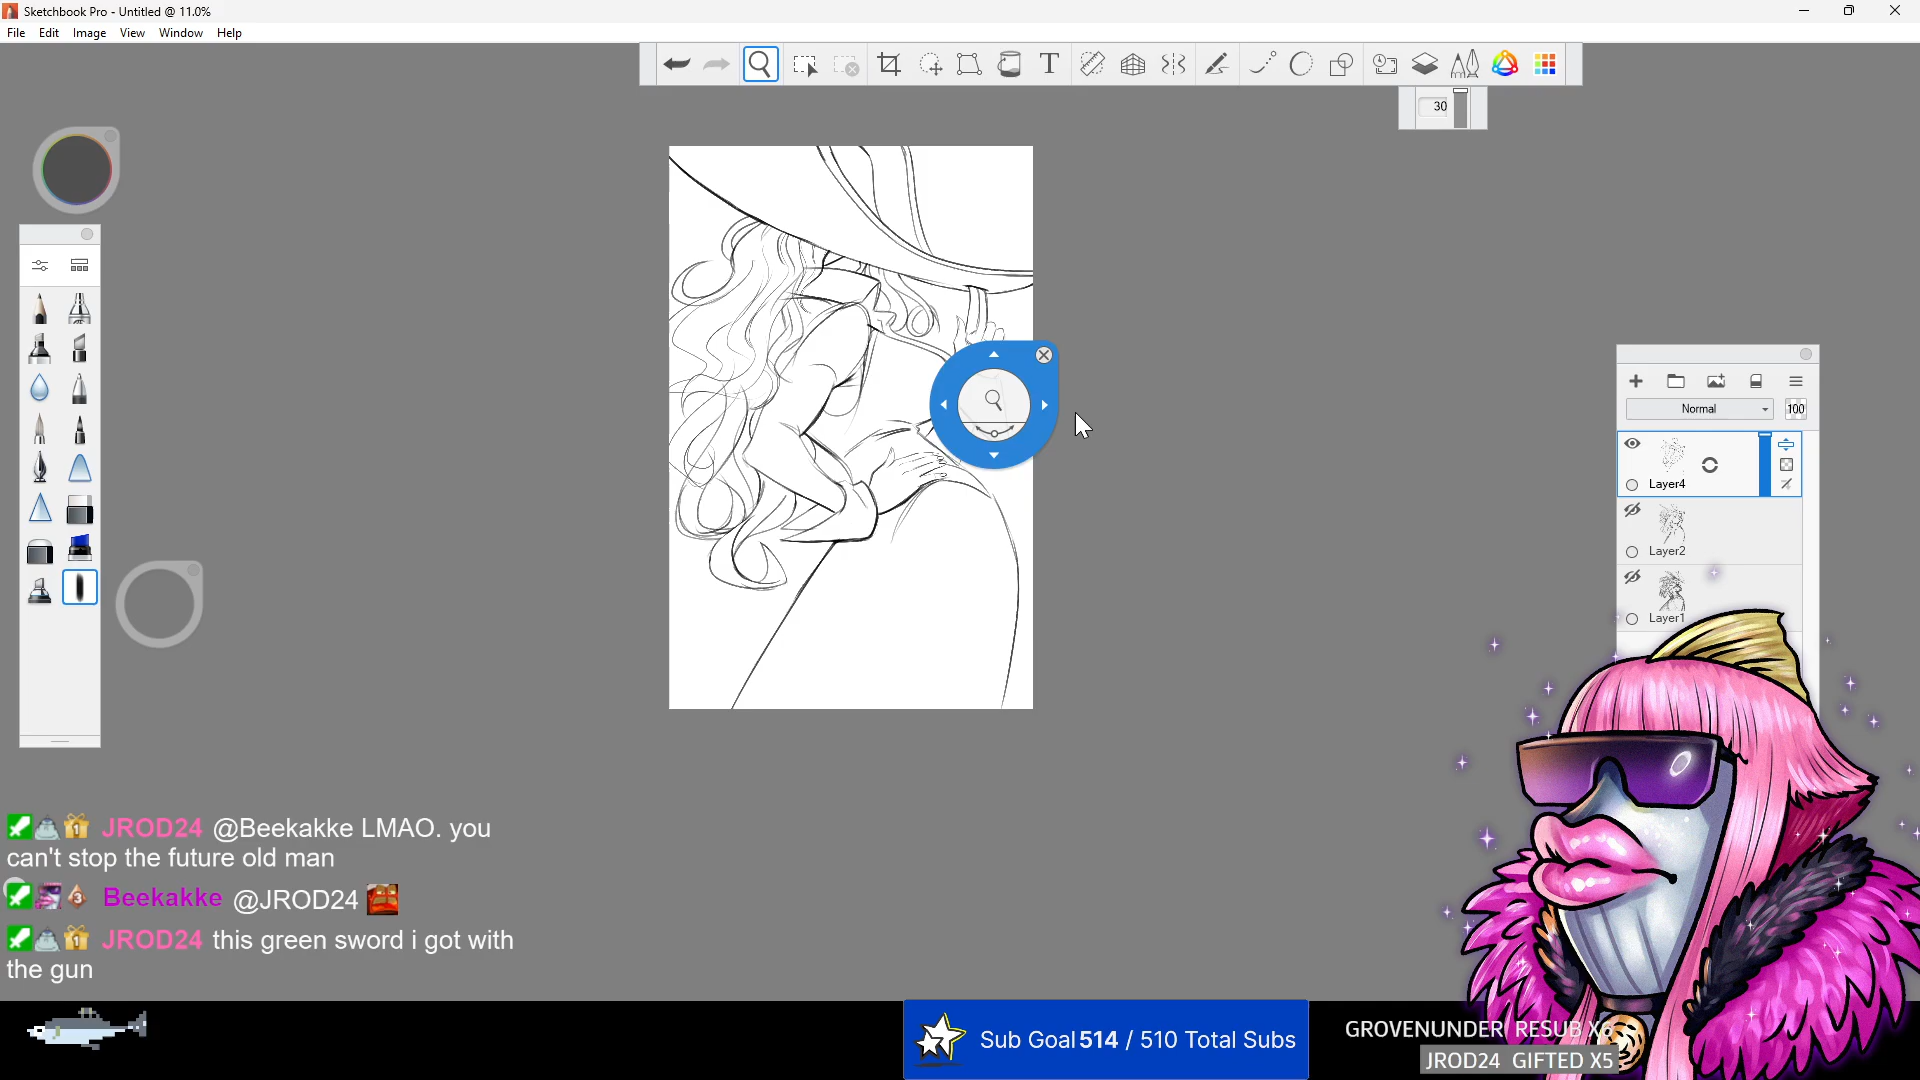 Sketchbook Pro - Untitled @ 11.0%
File Edit Image View Window Help
T
30
Normal 100
Layer4
Layer2
Layer1
JROD24 @Beekakke LMAO. you
can't stop the future old man
Beekakke @JROD24
JROD24 this green sword i got with
the gun
Sub Goal 514 / 510 Total Subs
GROVENUNDER RESUB X6
JROD24 GIFTED X5